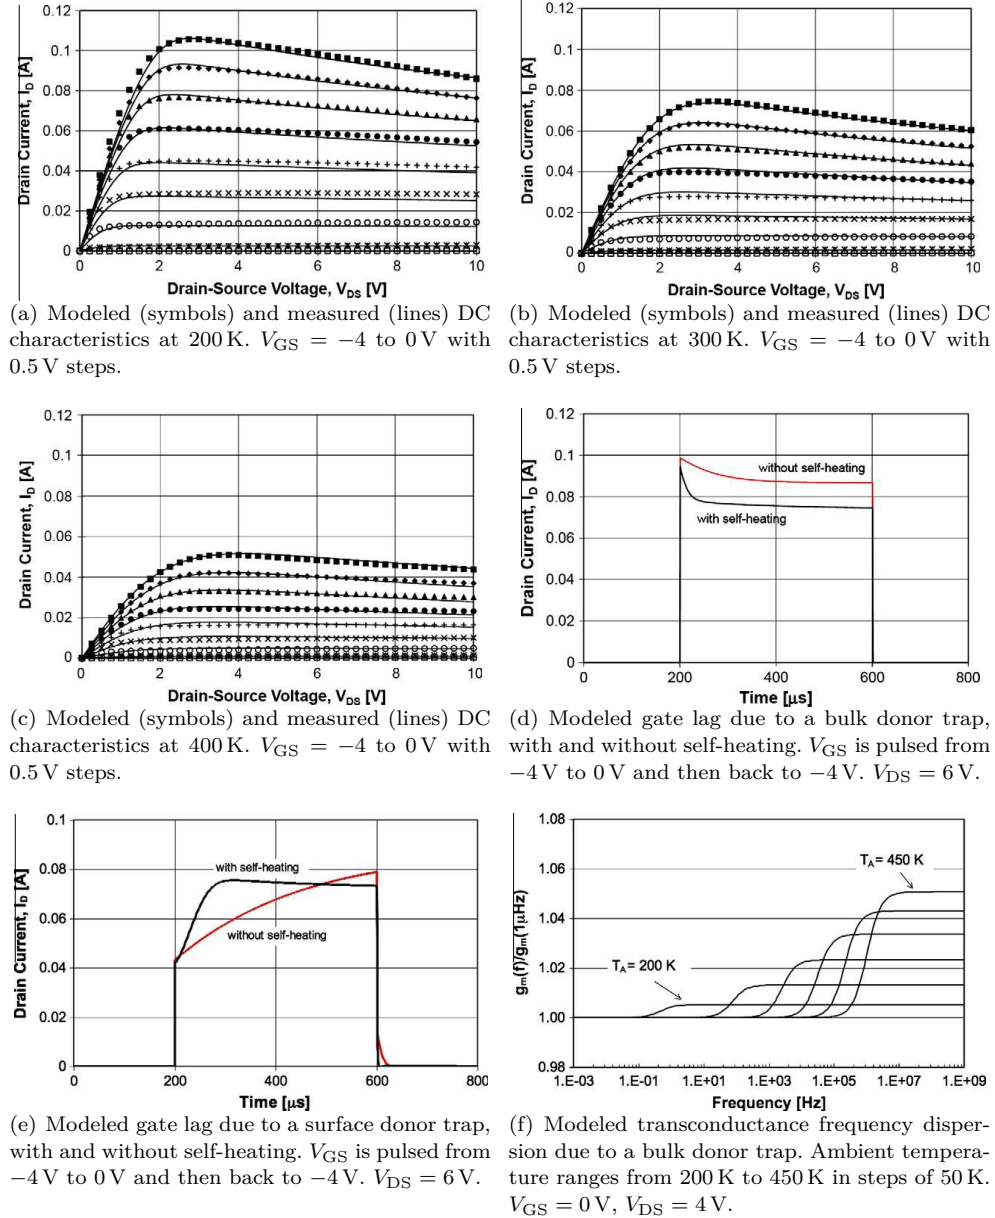 0.12
0.1
0.08
0.06
0.04
0.02
0
Drain Current, I_D [A]
0 2 4 6 8 10
Drain-Source Voltage, V_DS [V]
(a) Modeled (symbols) and measured (lines) DC
characteristics at 200 K. V_GS = −4 to 0 V with
0.5 V steps.
0.12
0.1
0.08
0.06
0.04
0.02
0
Drain Current, I_D [A]
0 2 4 6 8 10
Drain-Source Voltage, V_DS [V]
(b) Modeled (symbols) and measured (lines) DC
characteristics at 300 K. V_GS = −4 to 0 V with
0.5 V steps.
0.12
0.1
0.08
0.06
0.04
0.02
0
Drain Current, I_D [A]
0 2 4 6 8 10
Drain-Source Voltage, V_DS [V]
(c) Modeled (symbols) and measured (lines) DC
characteristics at 400 K. V_GS = −4 to 0 V with
0.5 V steps.
0.12
0.1
0.08
0.06
0.04
0.02
0
Drain Current, I_D [A]
without self-heating
with self-heating
0 200 400 600 800
Time [µs]
(d) Modeled gate lag due to a bulk donor trap,
with and without self-heating. V_GS is pulsed from
−4 V to 0 V and then back to −4 V. V_DS = 6 V.
0.1
0.08
0.06
0.04
0.02
0
Drain Current, I_D [A]
with self-heating
without self-heating
0 200 400 600 800
Time [µs]
(e) Modeled gate lag due to a surface donor trap,
with and without self-heating. V_GS is pulsed from
−4 V to 0 V and then back to −4 V. V_DS = 6 V.
1.08
1.06
1.04
1.02
1.00
0.98
g_m(f)/g_m(1µHz)
T_A= 450 K
T_A= 200 K
1.E-03 1.E-01 1.E+01 1.E+03 1.E+05 1.E+07 1.E+09
Frequency [Hz]
(f) Modeled transconductance frequency disper-
sion due to a bulk donor trap. Ambient tempera-
ture ranges from 200 K to 450 K in steps of 50 K.
V_GS = 0 V, V_DS = 4 V.